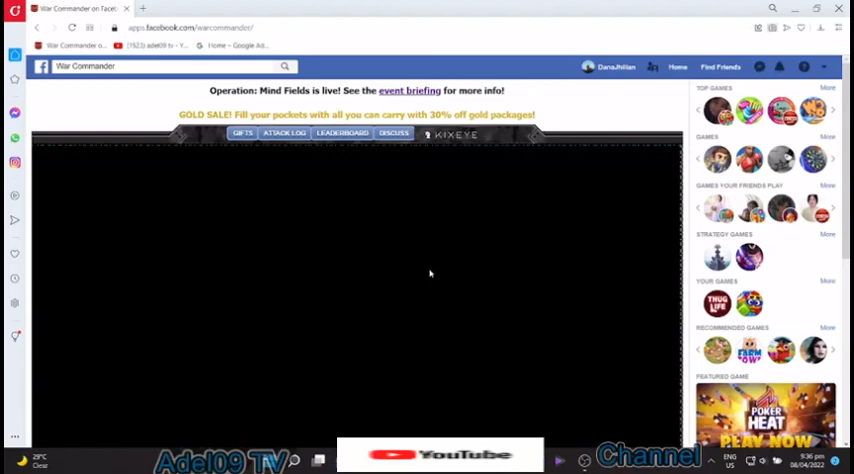 War Commander on Faceb
apps.facebook.com/warcommander/
War Commander o...
(1523) adel09 tv - Y...
Home – Google Ad...
War Commander
DanaJhilian
Home
Find Friends
Operation: Mind Fields is live! See the event briefing for more info!
GOLD SALE! Fill your pockets with all you can carry with 30% off gold packages!
GIFTS
ATTACK LOG
LEADERBOARD
DISCUSS
KIXEYE
TOP GAMES
More
GAMES
More
GAMES YOUR FRIENDS PLAY
More
STRATEGY GAMES
More
YOUR GAMES
More
THUG LIFE
RECOMMENDED GAMES
More
FARM
FEATURED GAME
POKER
HEAT
PLAY NOW
29°C
Clear
Adel09 TV
YouTube
Channel
ENG
US
9:36 pm
08/04/2022